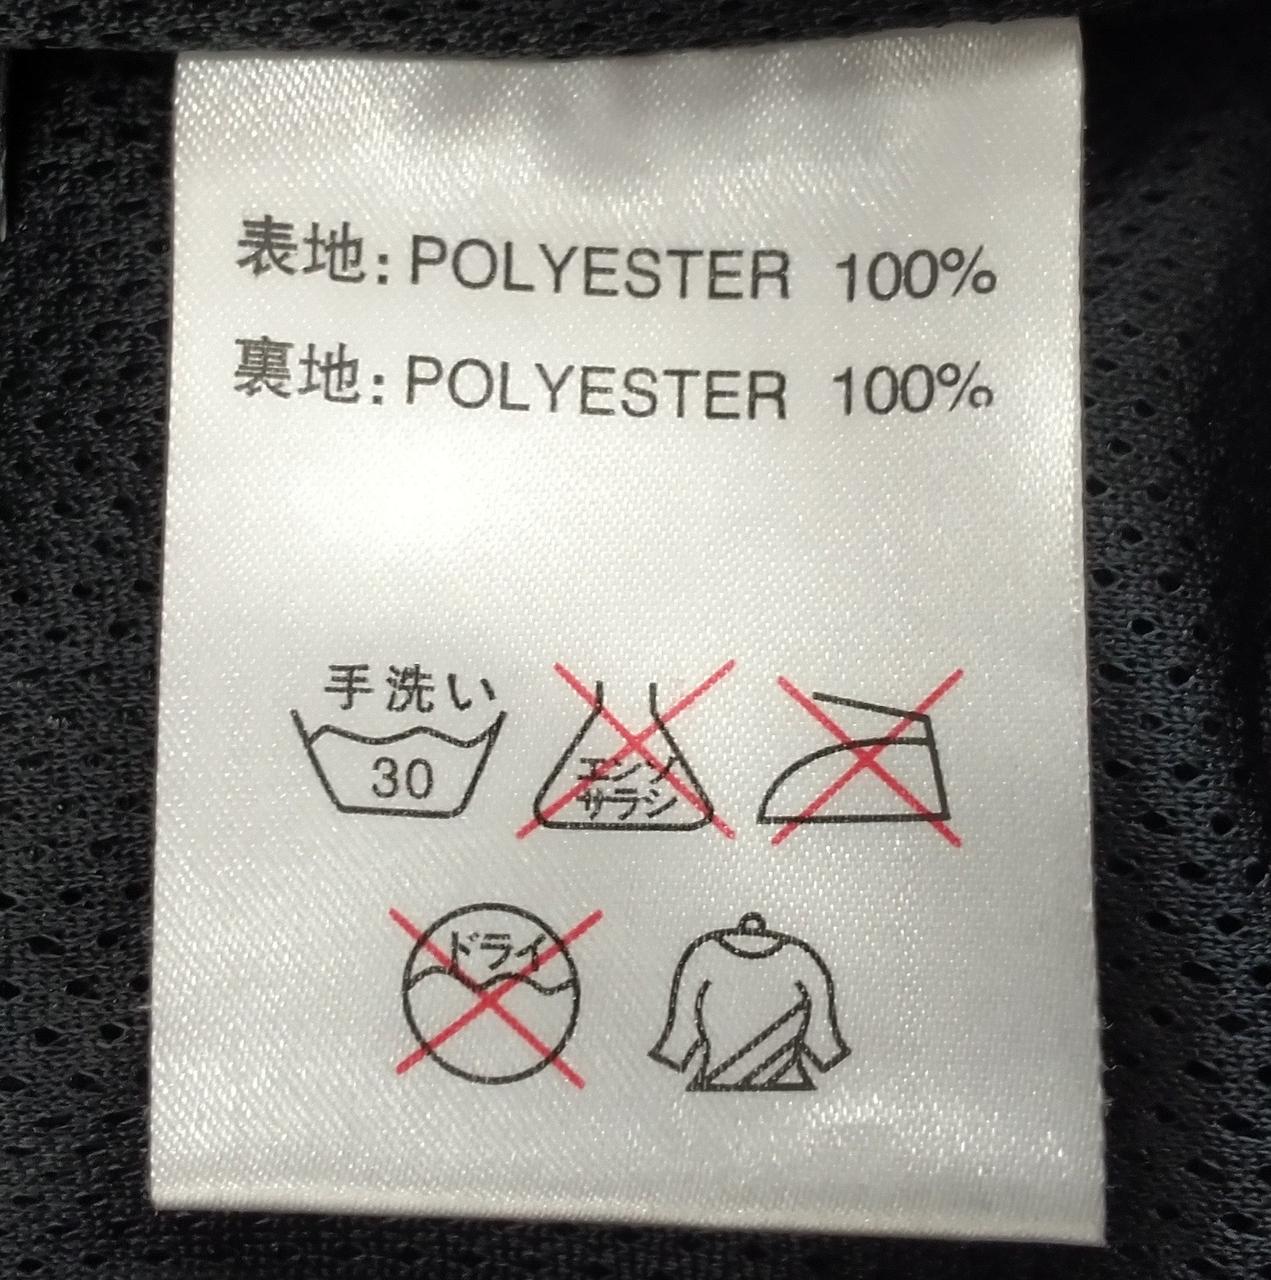 表地:POLYESTER 100%
裏地:POLYESTER 100%
手洗い
30
エンソ
サラシ
ドライ